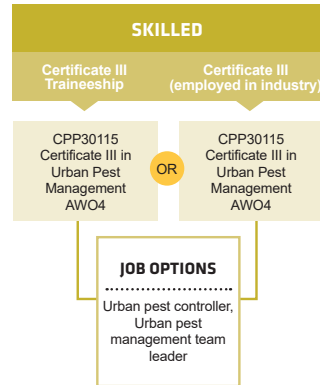 SKILLED
Certificate III
Traineeship
Certificate III
(employed in industry)
CPP30115
Certificate III in
Urban Pest
Management
AWO4
OR
CPP30115
Certificate III in
Urban Pest
Management
AWO4
JOB OPTIONS
Urban pest controller,
Urban pest
management team
leader